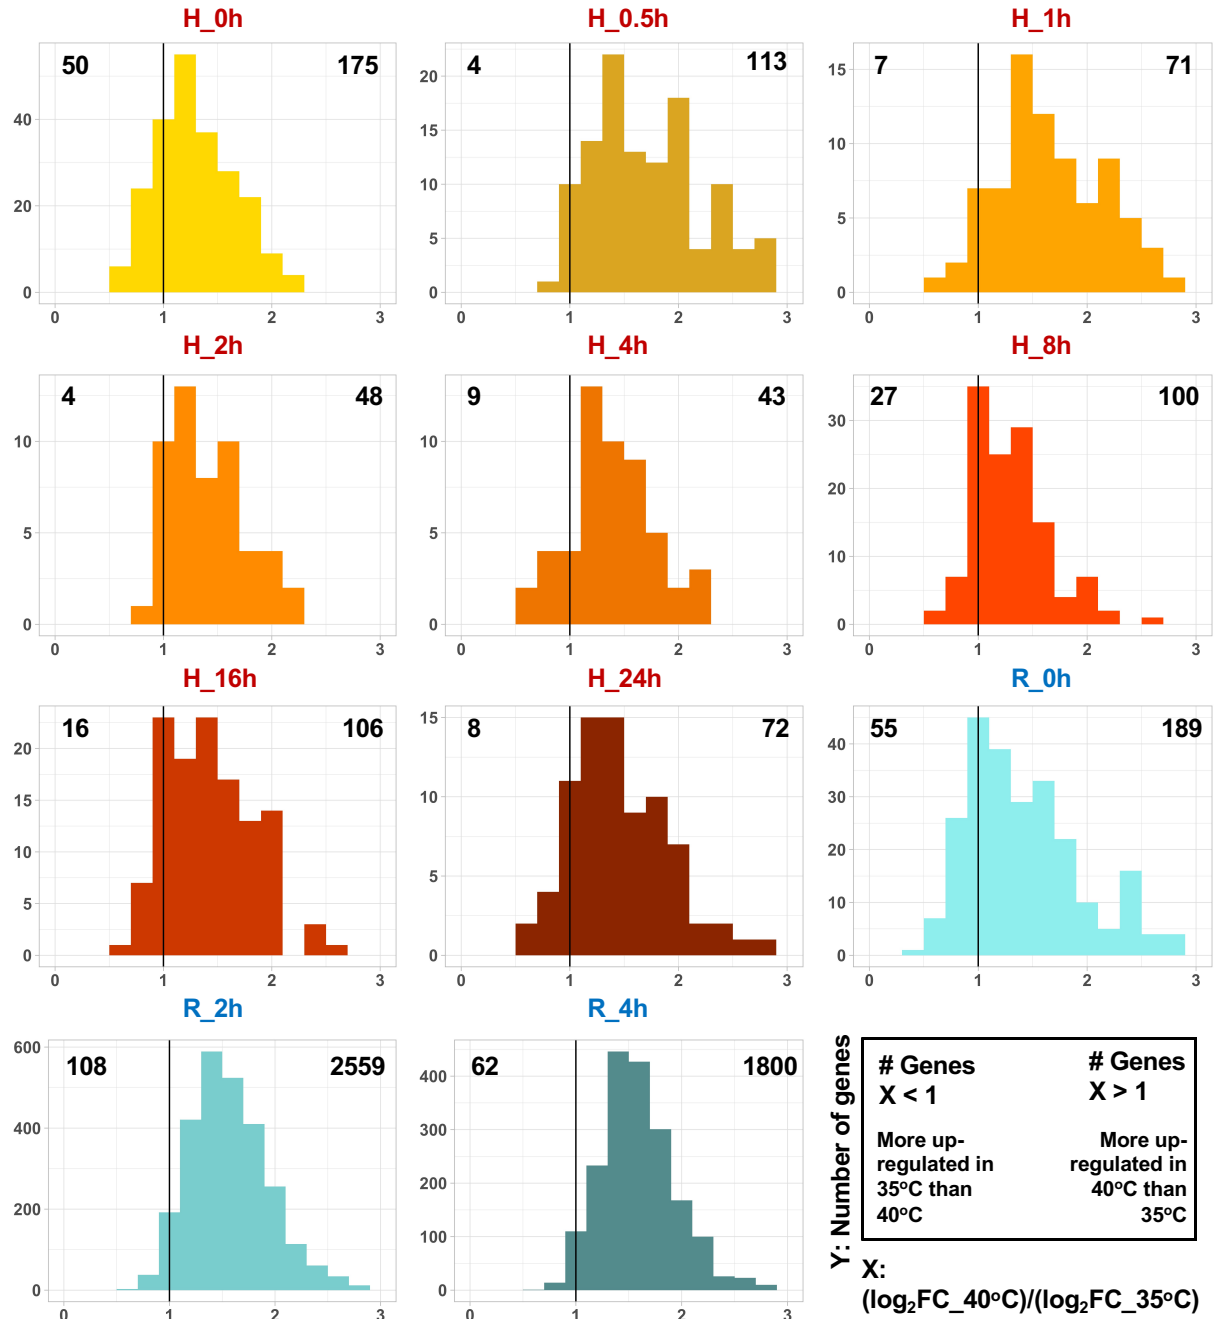 H_0h
H_0.5h
H_1h
50 175
4 113
7 71
40
20
0
20
15
10
5
0
15
10
5
0
0 1 2 3
0 1 2 3
0 1 2 3
H_2h
H_4h
H_8h
4 48
9 43
27 100
10
5
0
10
5
0
30
20
10
0
0 1 2 3
0 1 2 3
0 1 2 3
H_16h
H_24h
R_0h
16 106
8 72
55 189
20
15
10
5
0
15
10
5
0
40
30
20
10
0
0 1 2 3
0 1 2 3
0 1 2 3
R_2h
R_4h
108 2559
62 1800
600
400
200
0
400
300
200
100
0
0 1 2 3
0 1 2 3
Y: Number of genes
# Genes
X < 1
More up-
regulated in
35ºC than
40ºC
# Genes
X > 1
More up-
regulated in
40ºC than
35ºC
X:
(log₂FC_40ºC)/(log₂FC_35ºC)